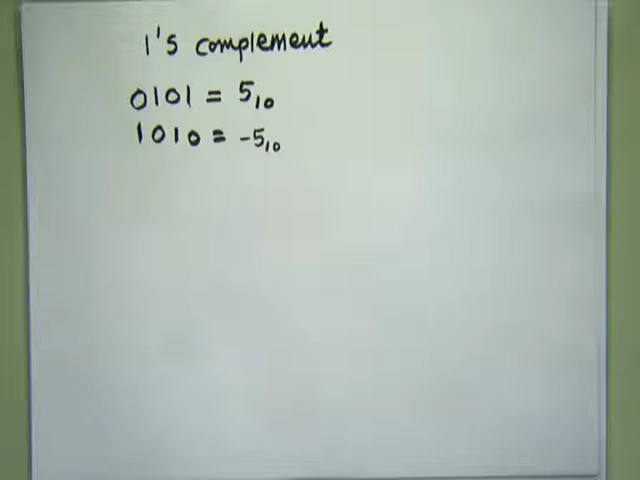 1's complement
0101 = 5₁₀
1010 = -5₁₀